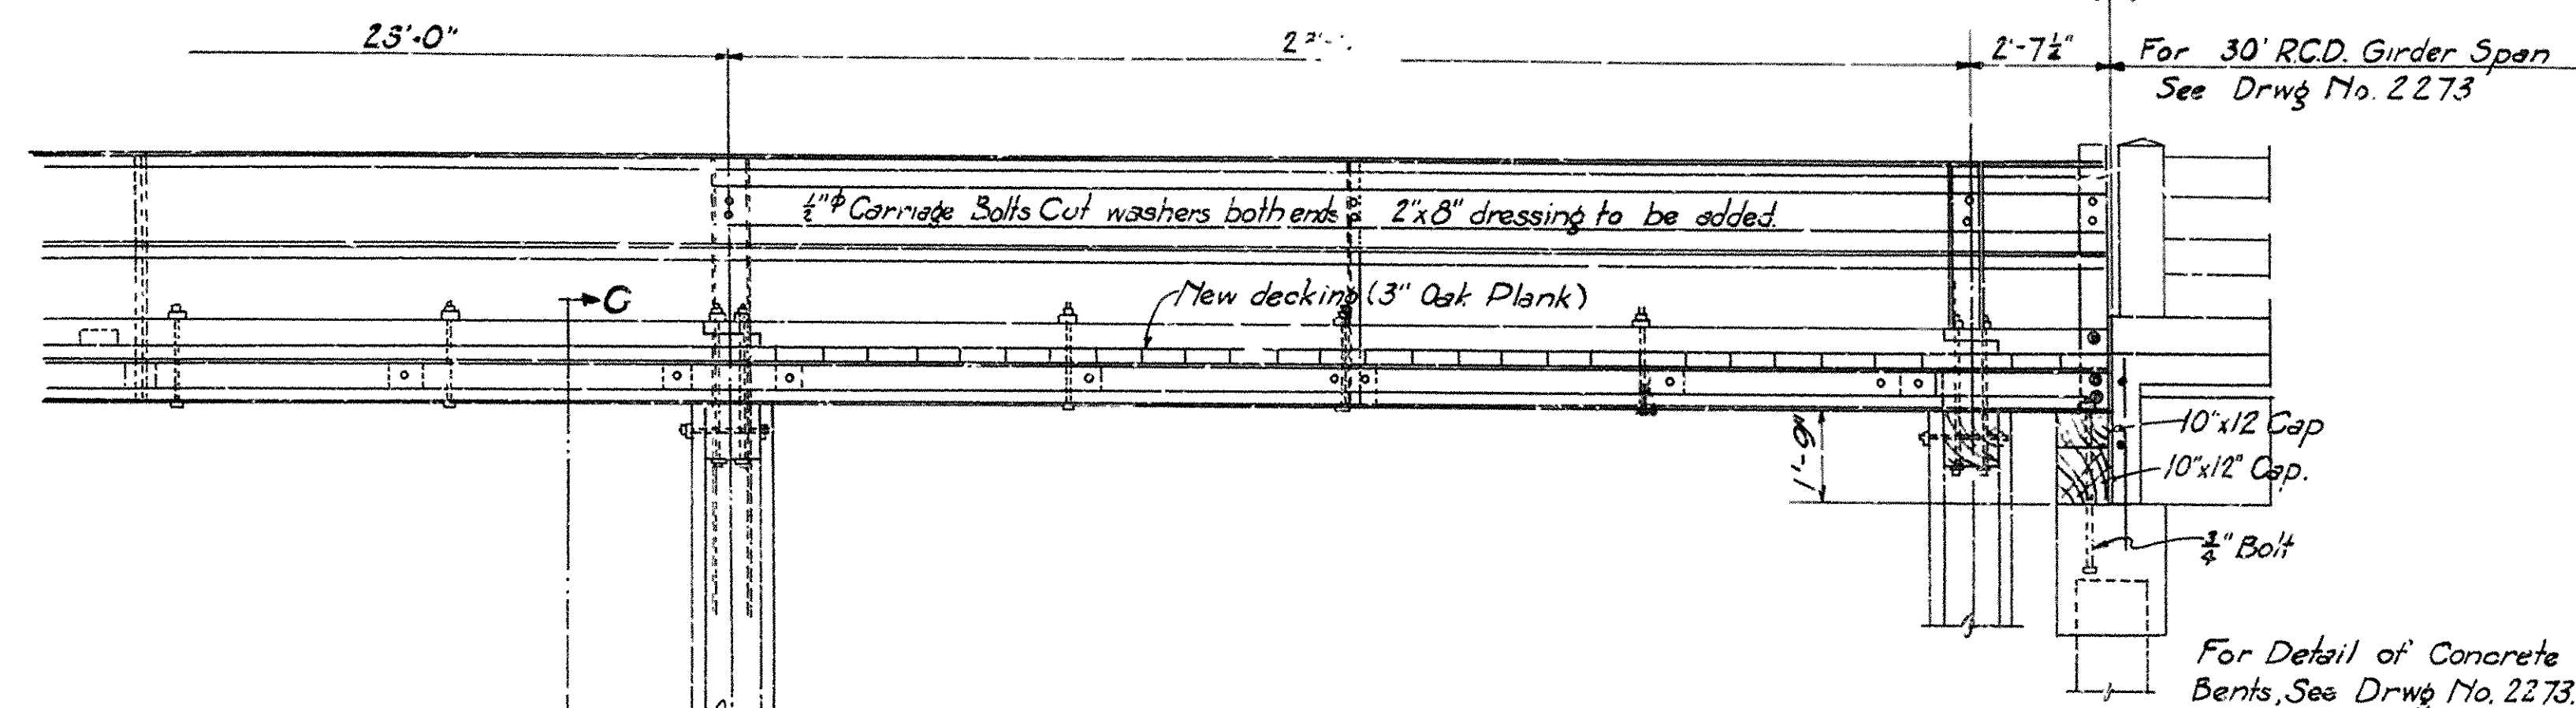 23'-0"
2'-7½"
For 30' R.C.D. Girder Span
See Drwg No. 2273
½"ϕ Carriage Bolts Cut washers both ends
2"x8" dressing to be added.
New decking (3" Oak Plank)
C
1'-9"
10"x12 Cap
10"x12" Cap.
¾" Bolt
For Detail of Concrete
Bents, See Drwg No. 2273.